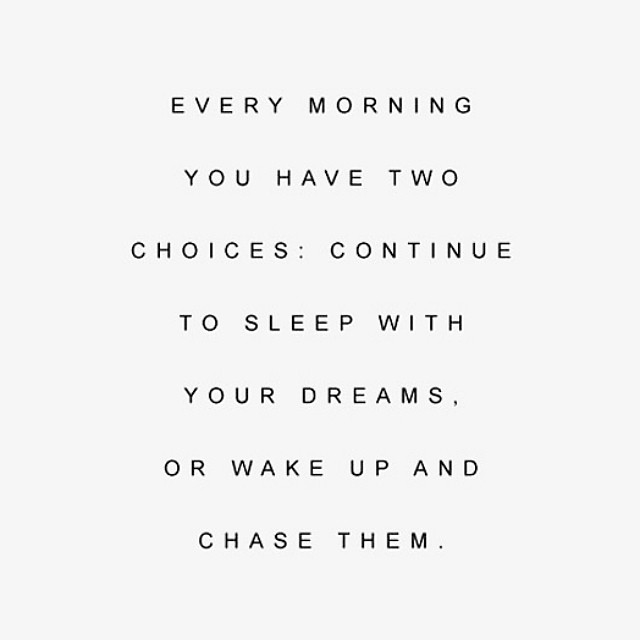 EVERY MORNING
YOU HAVE TWO
CHOICES: CONTINUE
TO SLEEP WITH
YOUR DREAMS,
OR WAKE UP AND
CHASE THEM.